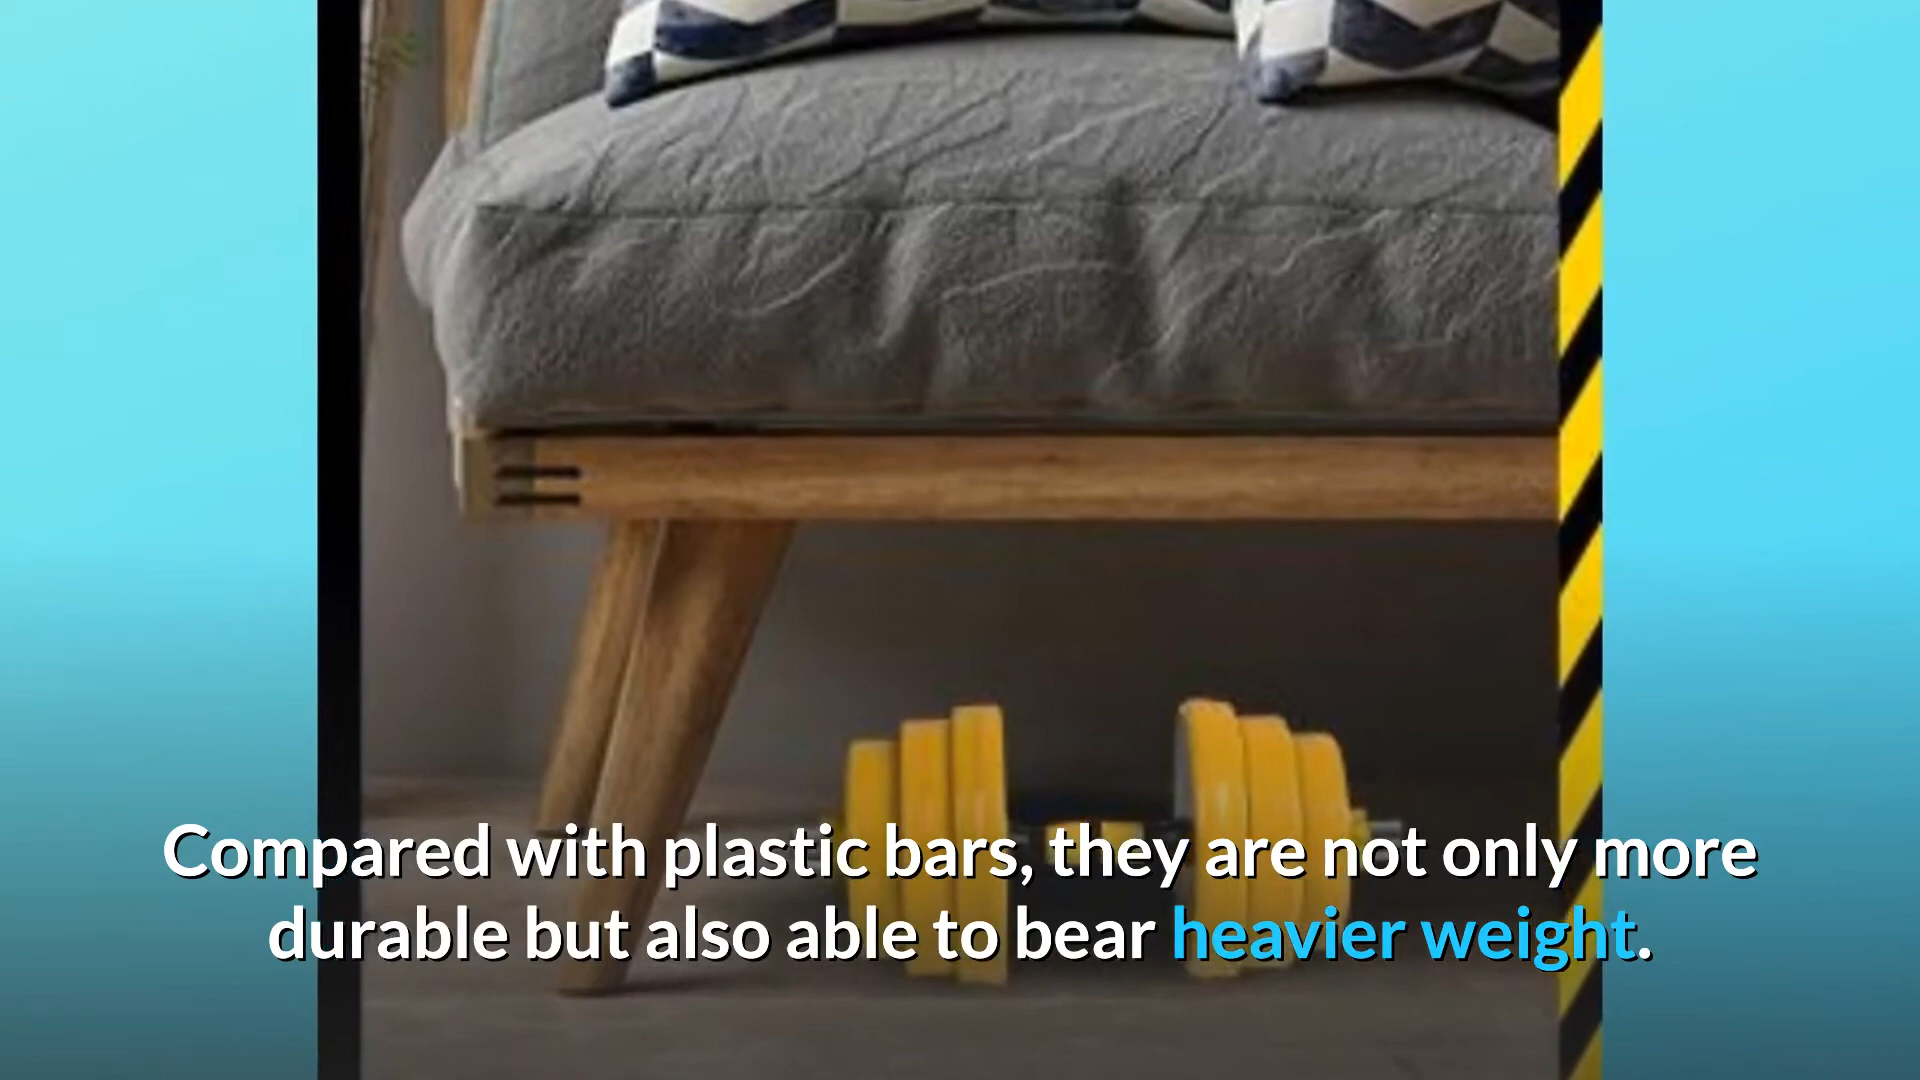 Compared with plastic bars, they are not only more
durable but also able to bear heavier weight.